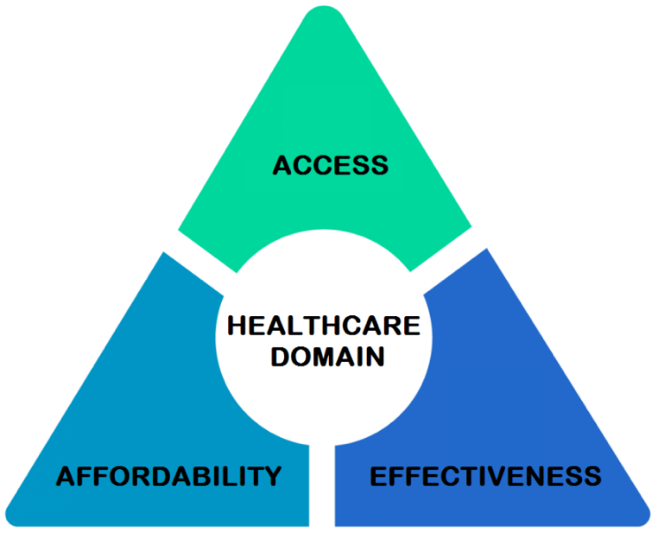 ACCESS
HEALTHCARE
DOMAIN
AFFORDABILITY
EFFECTIVENESS